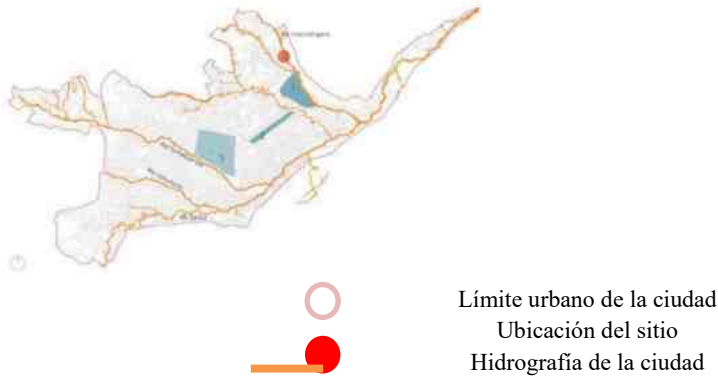 Límite urbano de la ciudad
Ubicación del sitio
Hidrografía de la ciudad